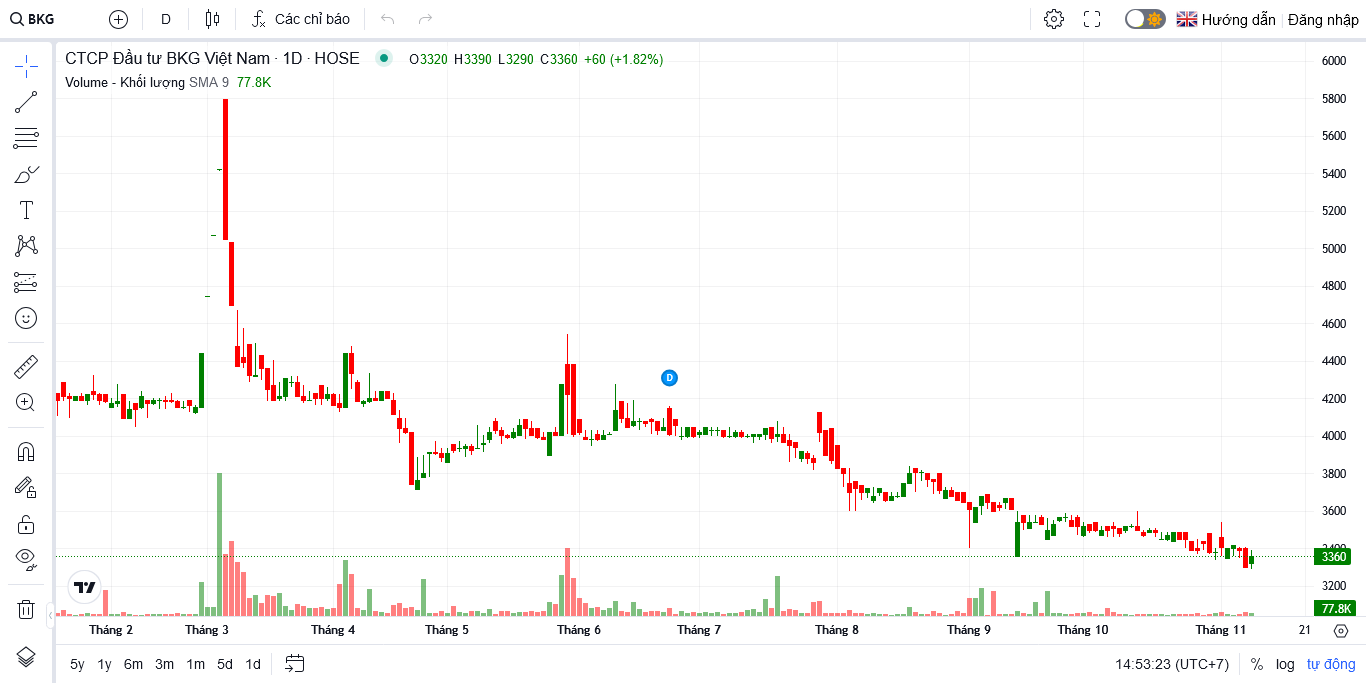 BKG D Các chỉ báo Hướng dẫn Đăng nhập
CTCP Đầu tư BKG Việt Nam · 1D · HOSE O3320 H3390 L3290 C3360 +60 (+1.82%)
Volume - Khối lượng SMA 9 77.8K
6000
5800
5600
5400
5200
5000
4800
4600
4400
4200
4000
3800
3600
3400
3360
3200
77.8K
D
Tháng 2 Tháng 3 Tháng 4 Tháng 5 Tháng 6 Tháng 7 Tháng 8 Tháng 9 Tháng 10 Tháng 11 21
5y 1y 6m 3m 1m 5d 1d 14:53:23 (UTC+7) % log tự động